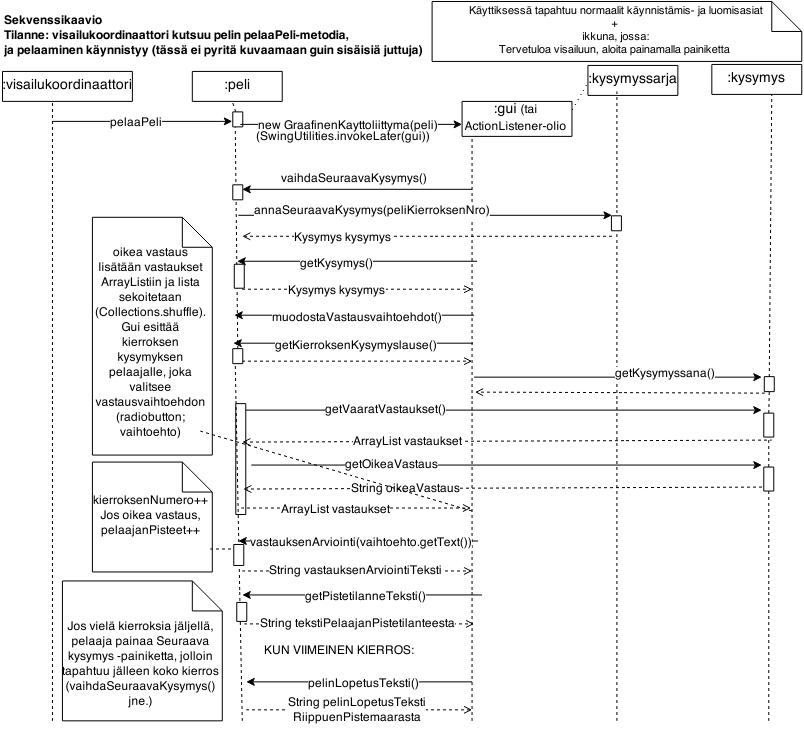 Sekvenssikaavio
Tilanne: visailukoordinaattori kutsuu pelin pelaaPeli-metodia,
ja pelaaminen käynnistyy (tässä ei pyritä kuvaamaan guin sisäisiä juttuja)
Käyttiksessä tapahtuu normaalit käynnistämis- ja luomisasiat
+
ikkuna, jossa:
Tervetuloa visailuun, aloita painamalla painiketta
:visailukoordinaattori
:peli
:gui (tai
ActionListener-olio
:kysymyssarja
:kysymys
pelaaPeli
new GraafinenKayttoliittyma(peli)
(SwingUtilities.invokeLater(gui))
vaihdaSeuraavaKysymys()
annaSeuraavaKysymys(peliKierroksenNro)
Kysymys kysymys
getKysymys()
Kysymys kysymys
muodostaVastausvaihtoehdot()
getKierroksenKysymyslause()
getKysymyssana()
getVaaratVastaukset()
ArrayList vastaukset
getOikeaVastaus
String oikeaVastaus
ArrayList vastaukset
oikea vastaus
lisätään vastaukset
ArrayListiin ja lista
sekoitetaan
(Collections.shuffle).
Gui esittää
kierroksen
kysymyksen
pelaajalle, joka
valitsee
vastausvaihtoehdon
(radiobutton;
vaihtoehto)
kierroksenNumero++
Jos oikea vastaus,
pelaajanPisteet++
vastauksenArviointi(vaihtoehto.getText())
String vastauksenArviointiTeksti
getPistetilanneTeksti()
String tekstiPelaajanPistetilanteesta
Jos vielä kierroksia jäljellä,
pelaaja painaa Seuraava
kysymys -painiketta, jolloin
tapahtuu jälleen koko kierros
(vaihdaSeuraavaKysymys()
jne.)
KUN VIIMEINEN KIERROS:
pelinLopetusTeksti()
String pelinLopetusTeksti
RiippuenPistemaarasta